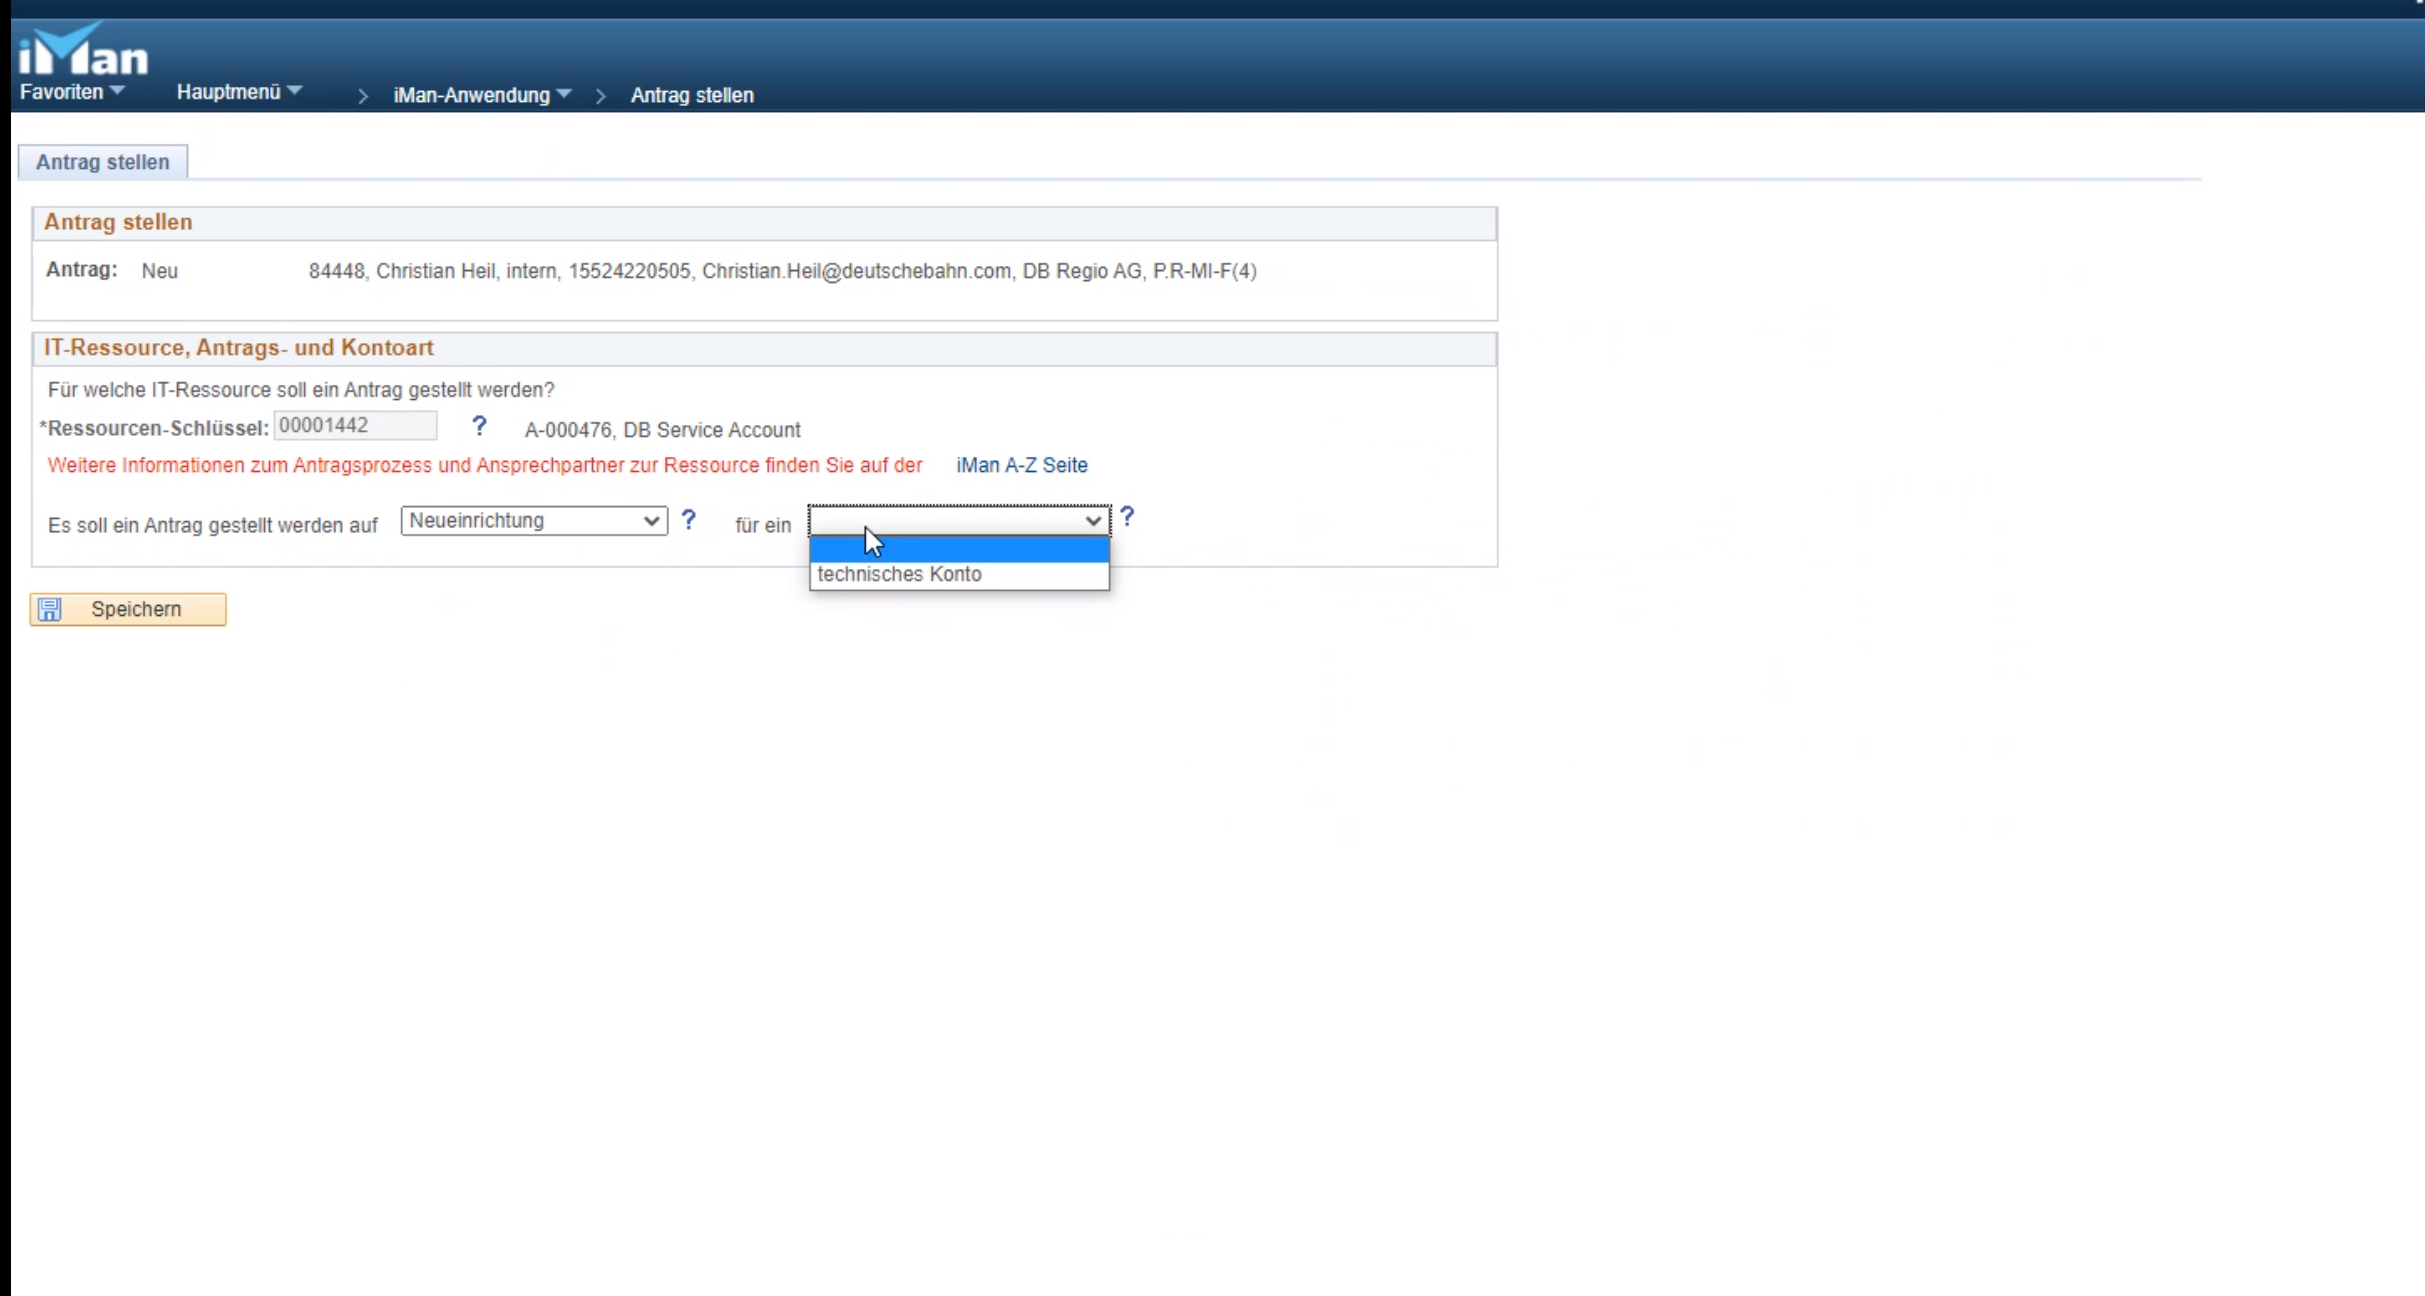 iMan
Favoriten Hauptmenü > iMan-Anwendung > Antrag stellen
Antrag stellen
Antrag stellen
Antrag: Neu 84448, Christian Heil, intern, 15524220505, Christian.Heil@deutschebahn.com, DB Regio AG, P.R-MI-F(4)
IT-Ressource, Antrags- und Kontoart
Für welche IT-Ressource soll ein Antrag gestellt werden?
*Ressourcen-Schlüssel: 00001442 ? A-000476, DB Service Account
Weitere Informationen zum Antragsprozess und Ansprechpartner zur Ressource finden Sie auf der iMan A-Z Seite
Es soll ein Antrag gestellt werden auf Neueinrichtung ? für ein ?
technisches Konto
Speichern